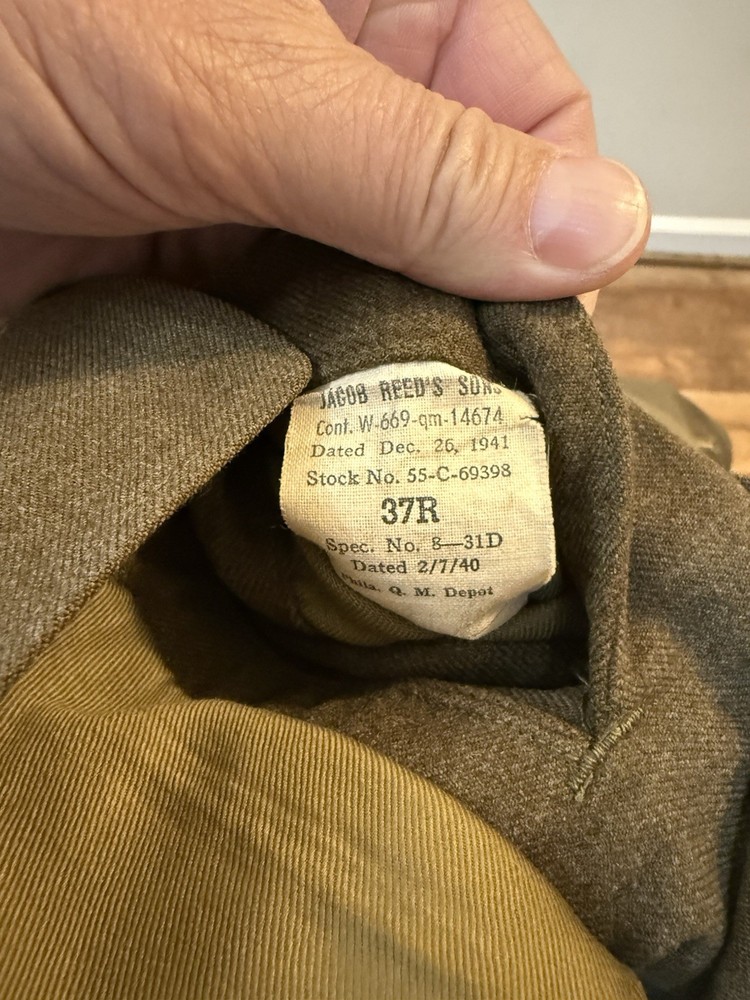 JACOB REED'S SONS
Cont. W-669-qm-14674
Dated Dec. 26, 1941
Stock No. 55-C-69398
37R
Spec. No. 8—31D
Dated 2/7/40
Phila. Q. M. Depot